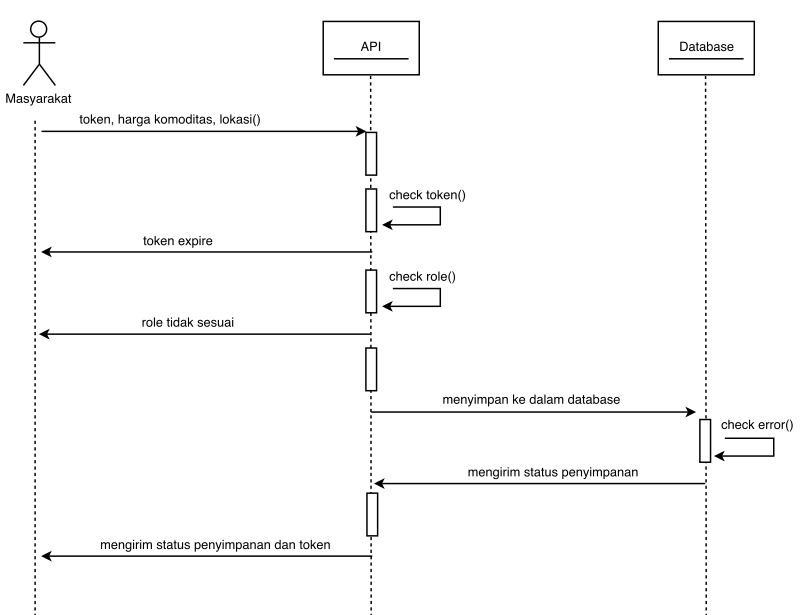 API
Database
Masyarakat
token, harga komoditas, lokasi()
check token()
token expire
check role()
role tidak sesuai
menyimpan ke dalam database
check error()
mengirim status penyimpanan
mengirim status penyimpanan dan token